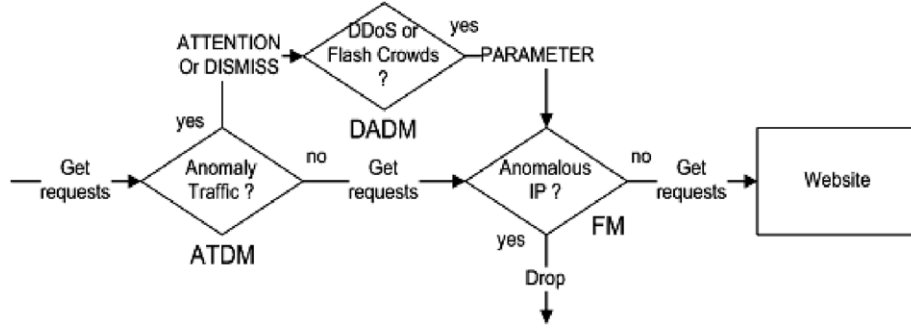 ATTENTION
Or DISMISS
DDoS or
Flash Crowds
?
yes
PARAMETER
DADM
yes
Get
requests
Anomaly
Traffic ?
no
Get
requests
Anomalous
IP ?
no
Get
requests
Website
ATDM
yes
FM
Drop